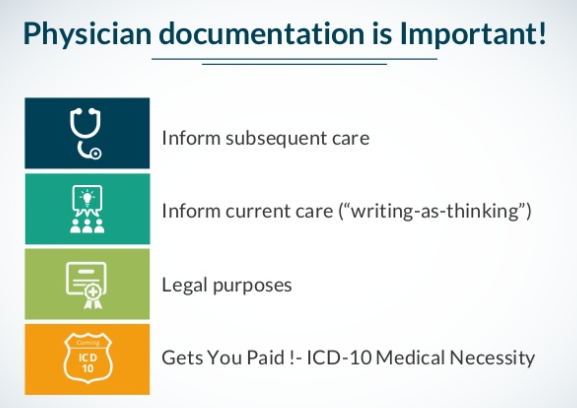 Physician documentation is Important!
Inform subsequent care
Inform current care (“writing-as-thinking”)
Legal purposes
Coming
ICD
10
Gets You Paid !- ICD-10 Medical Necessity